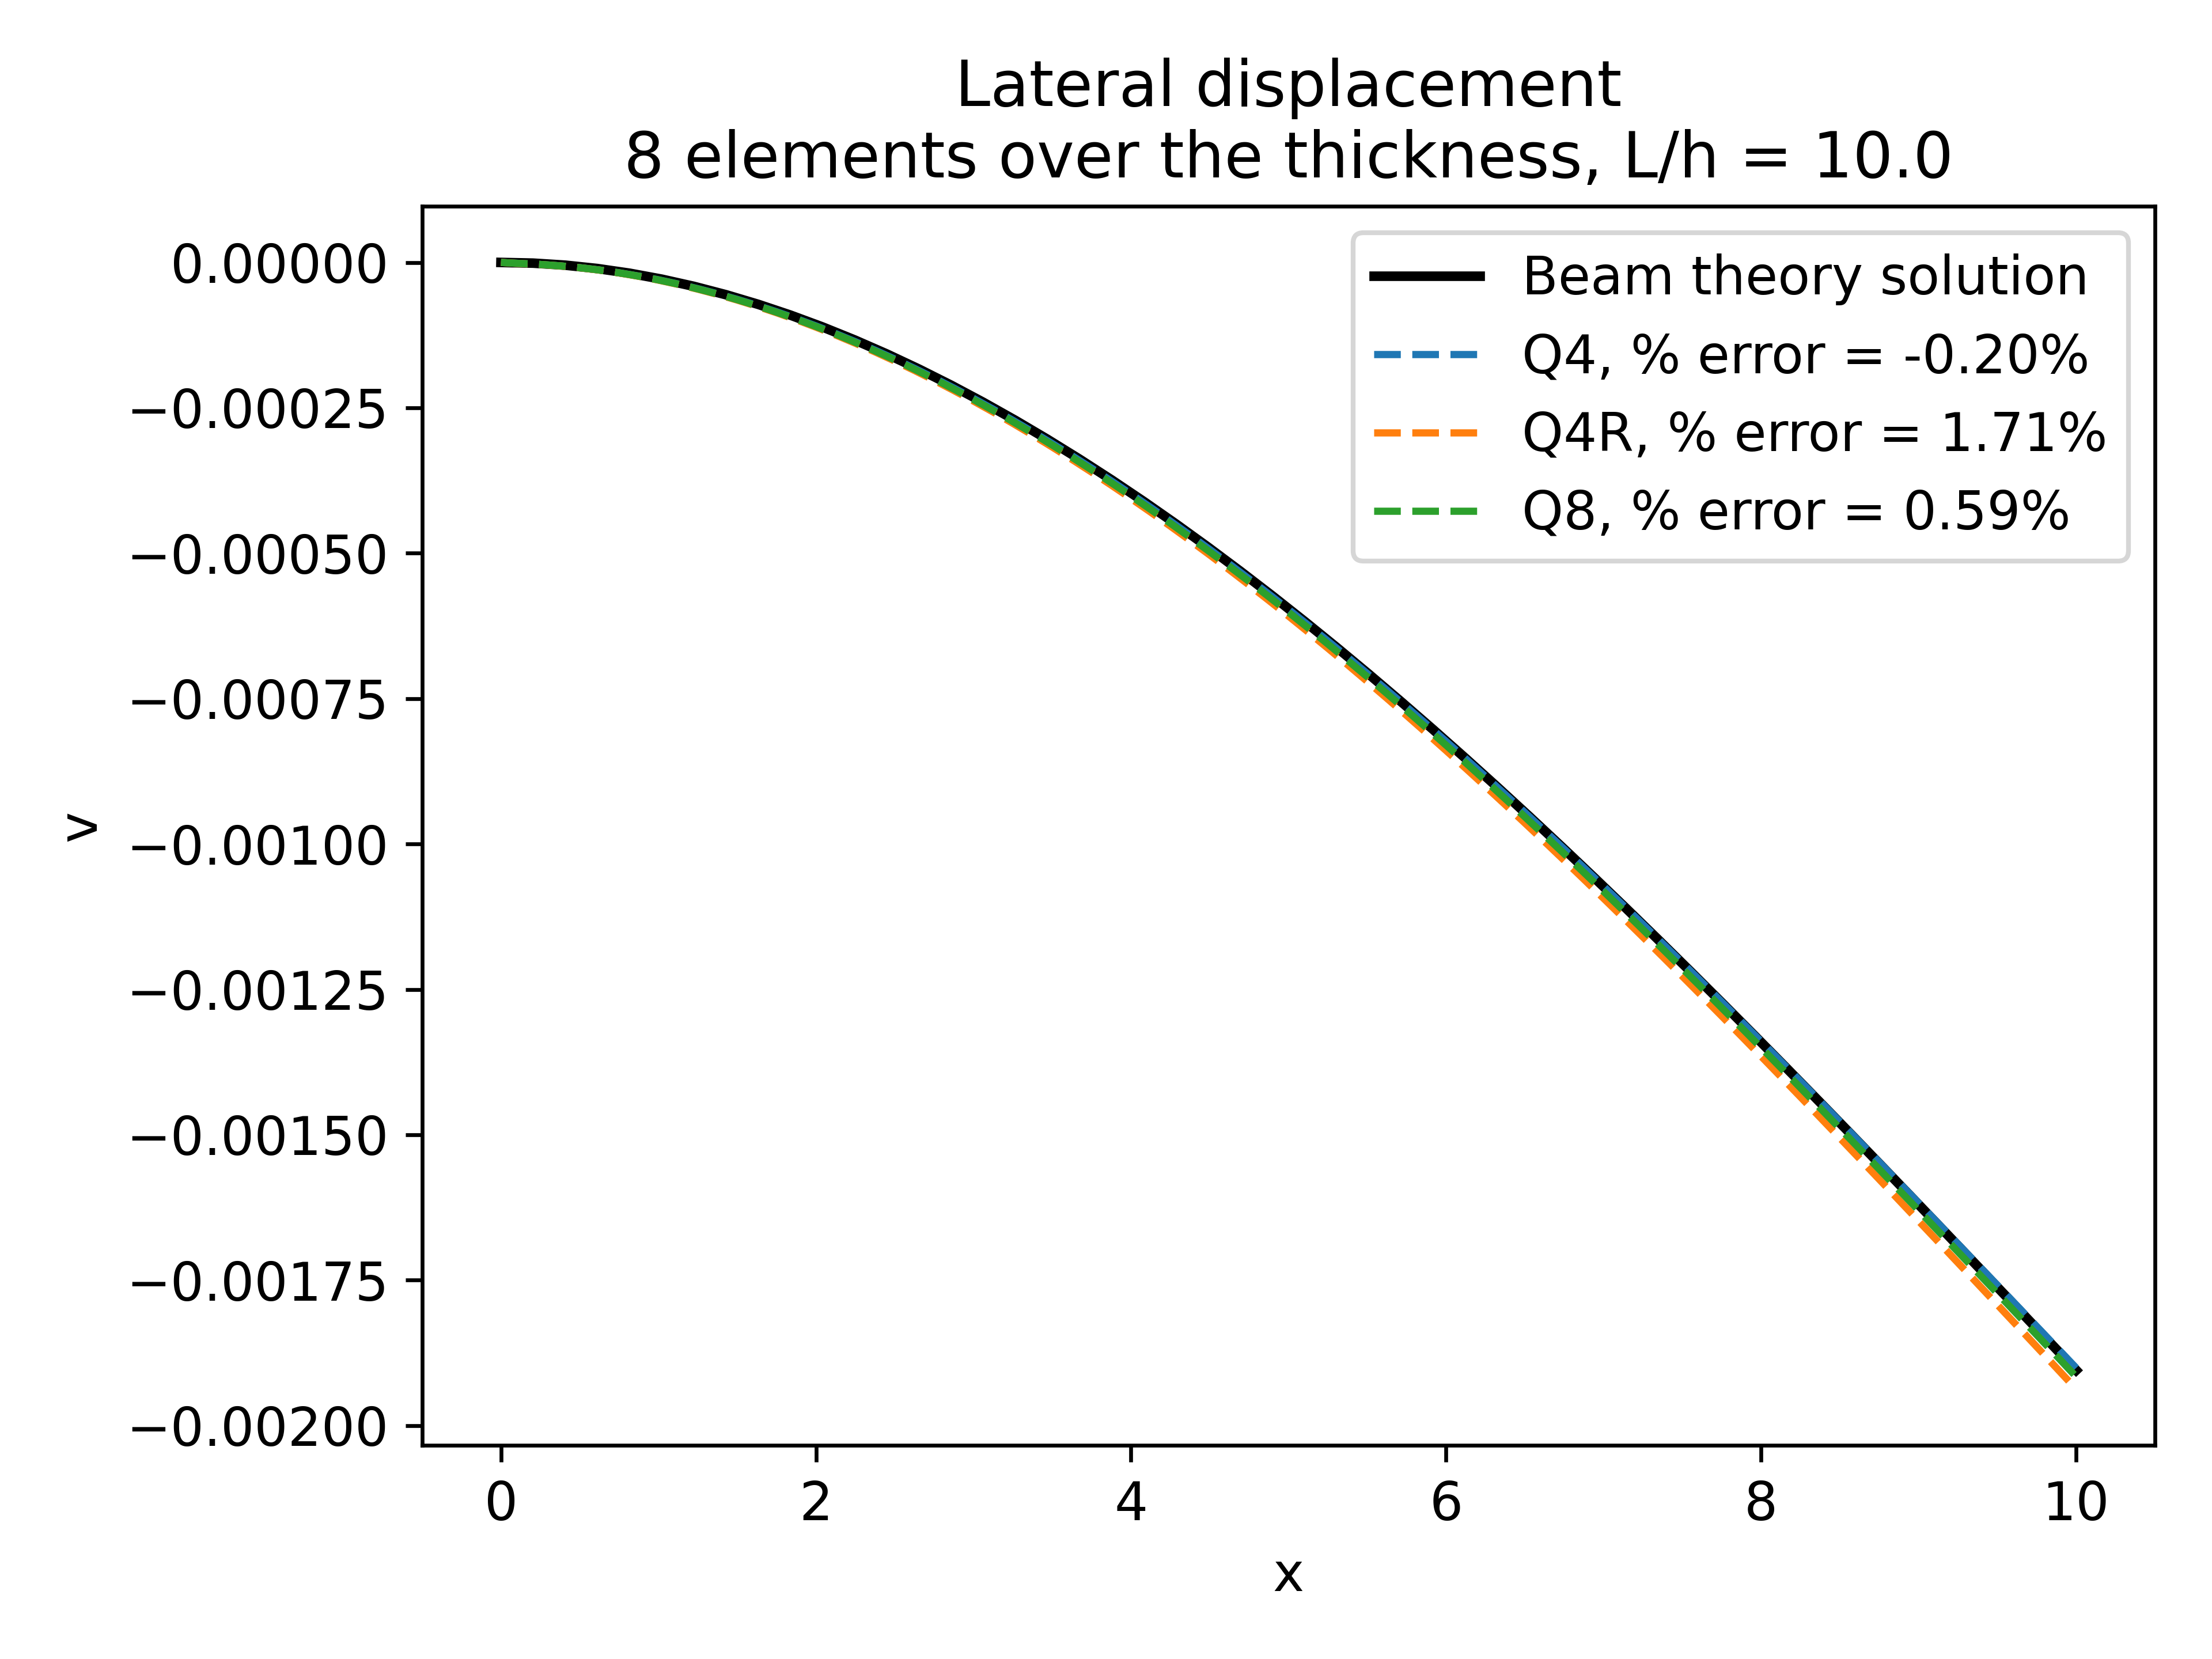 Lateral displacement
8 elements over the thickness, L/h = 10.0
Beam theory solution
Q4, % error = -0.20%
Q4R, % error = 1.71%
Q8, % error = 0.59%
0.00000
−0.00025
−0.00050
−0.00075
−0.00100
−0.00125
−0.00150
−0.00175
−0.00200
v
0 2 4 6 8 10
x